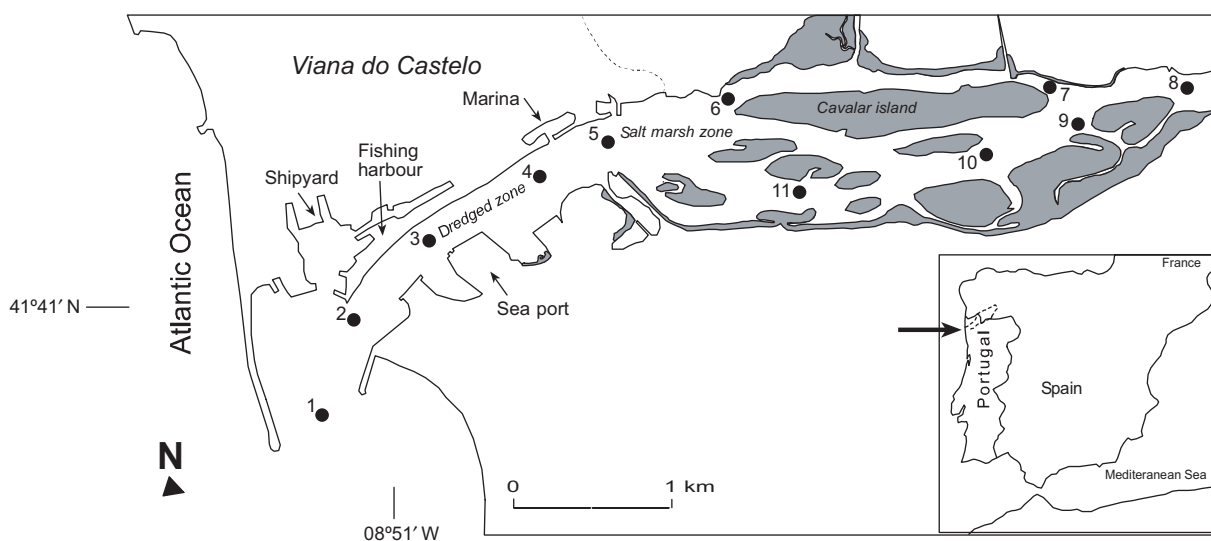 Viana do Castelo
Marina
Fishing
harbour
Shipyard
Atlantic Ocean
Dredged zone
Salt marsh zone
Cavalar island
Sea port
1
2
3
4
5
6
7
8
9
10
11
41º41′ N
08º51′ W
N
0
1 km
France
Portugal
Spain
Mediterranean Sea